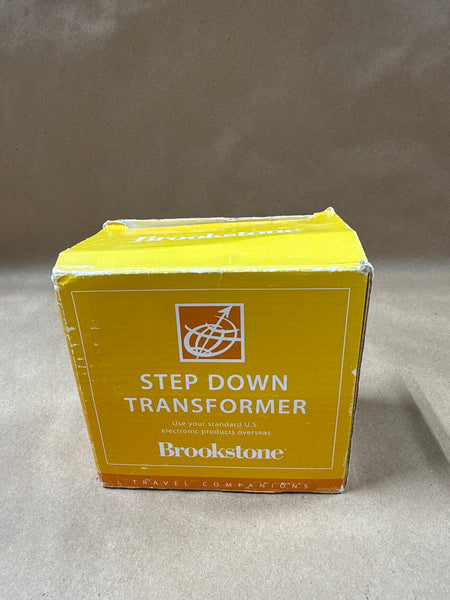 Brookstone
STEP DOWN
TRANSFORMER
Use your standard U.S.
electronic products overseas
Brookstone
TRAVEL COMPANIONS